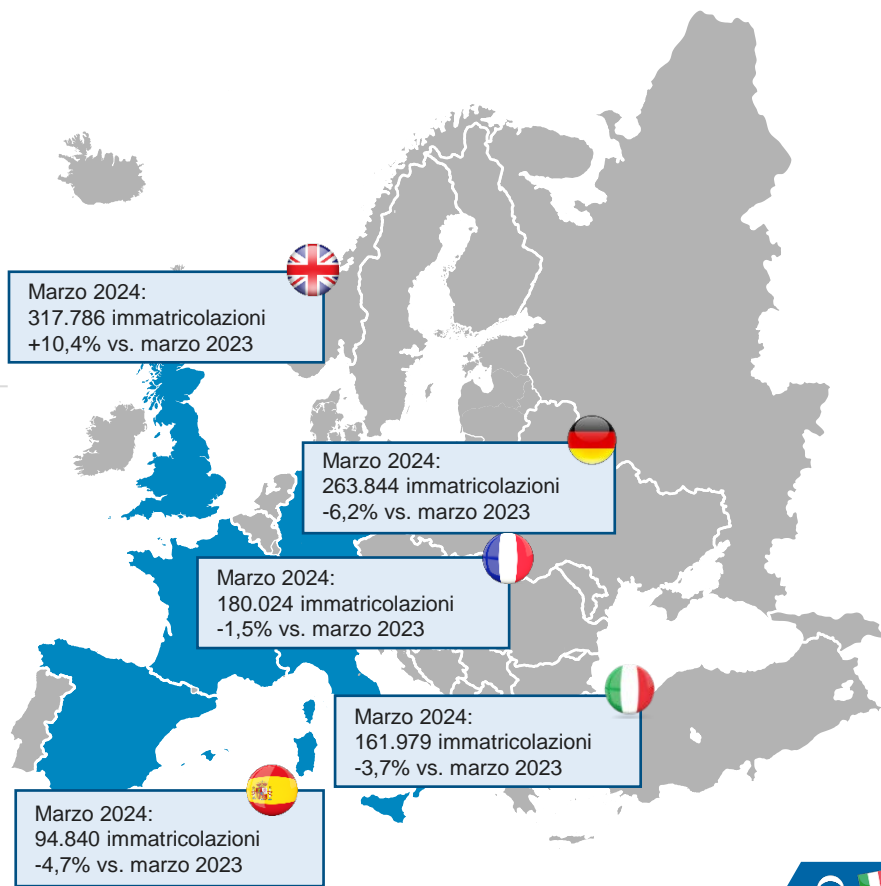 Marzo 2024:
317.786 immatricolazioni
+10,4% vs. marzo 2023
Marzo 2024:
263.844 immatricolazioni
-6,2% vs. marzo 2023
Marzo 2024:
180.024 immatricolazioni
-1,5% vs. marzo 2023
Marzo 2024:
161.979 immatricolazioni
-3,7% vs. marzo 2023
Marzo 2024:
94.840 immatricolazioni
-4,7% vs. marzo 2023